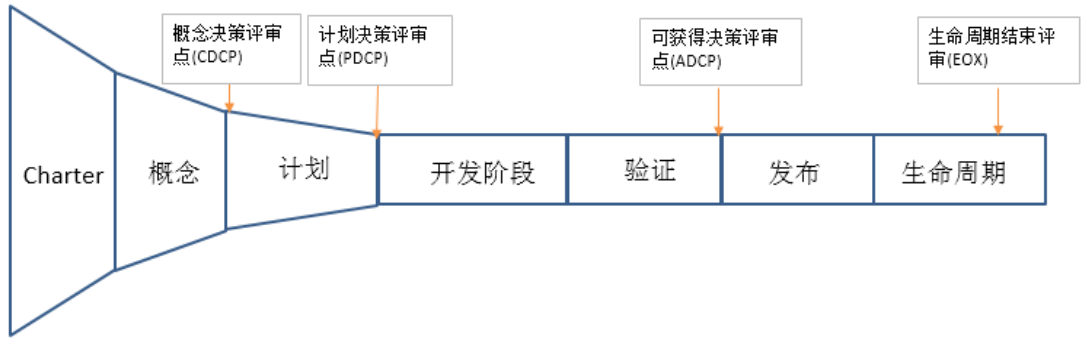 概念决策评审
点(CDCP)
计划决策评审
点(PDCP)
可获得决策评审
点(ADCP)
生命周期结束评
审(EOX)
Charter
概念
计划
开发阶段
验证
发布
生命周期